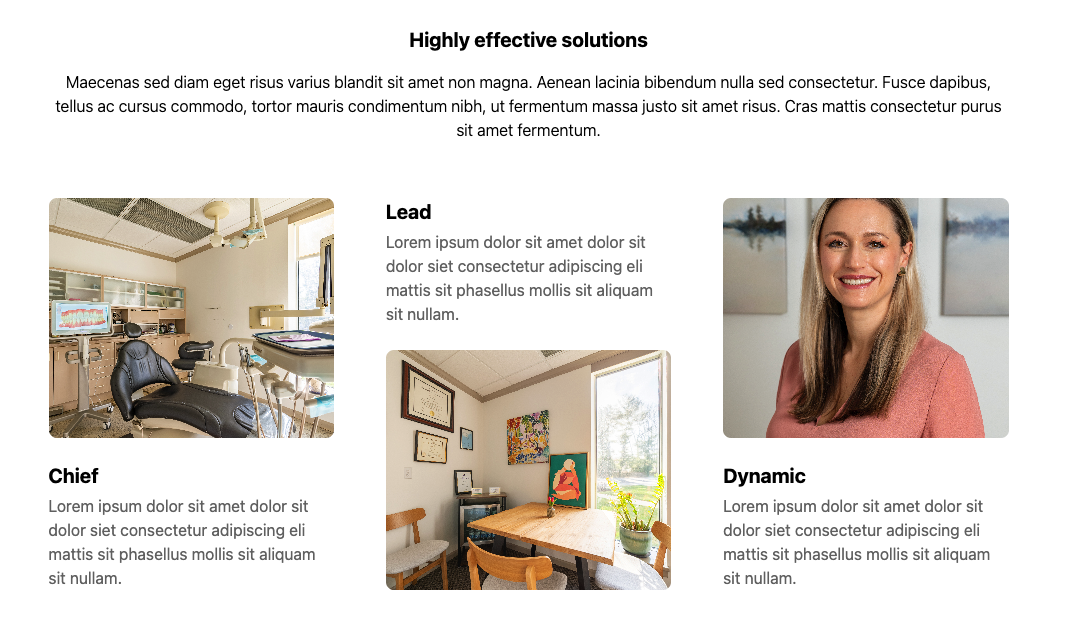 Highly effective solutions
Maecenas sed diam eget risus varius blandit sit amet non magna. Aenean lacinia bibendum nulla sed consectetur. Fusce dapibus,
tellus ac cursus commodo, tortor mauris condimentum nibh, ut fermentum massa justo sit amet risus. Cras mattis consectetur purus
sit amet fermentum.
Chief
Lorem ipsum dolor sit amet dolor sit
dolor siet consectetur adipiscing eli
mattis sit phasellus mollis sit aliquam
sit nullam.
Lead
Lorem ipsum dolor sit amet dolor sit
dolor siet consectetur adipiscing eli
mattis sit phasellus mollis sit aliquam
sit nullam.
Dynamic
Lorem ipsum dolor sit amet dolor sit
dolor siet consectetur adipiscing eli
mattis sit phasellus mollis sit aliquam
sit nullam.